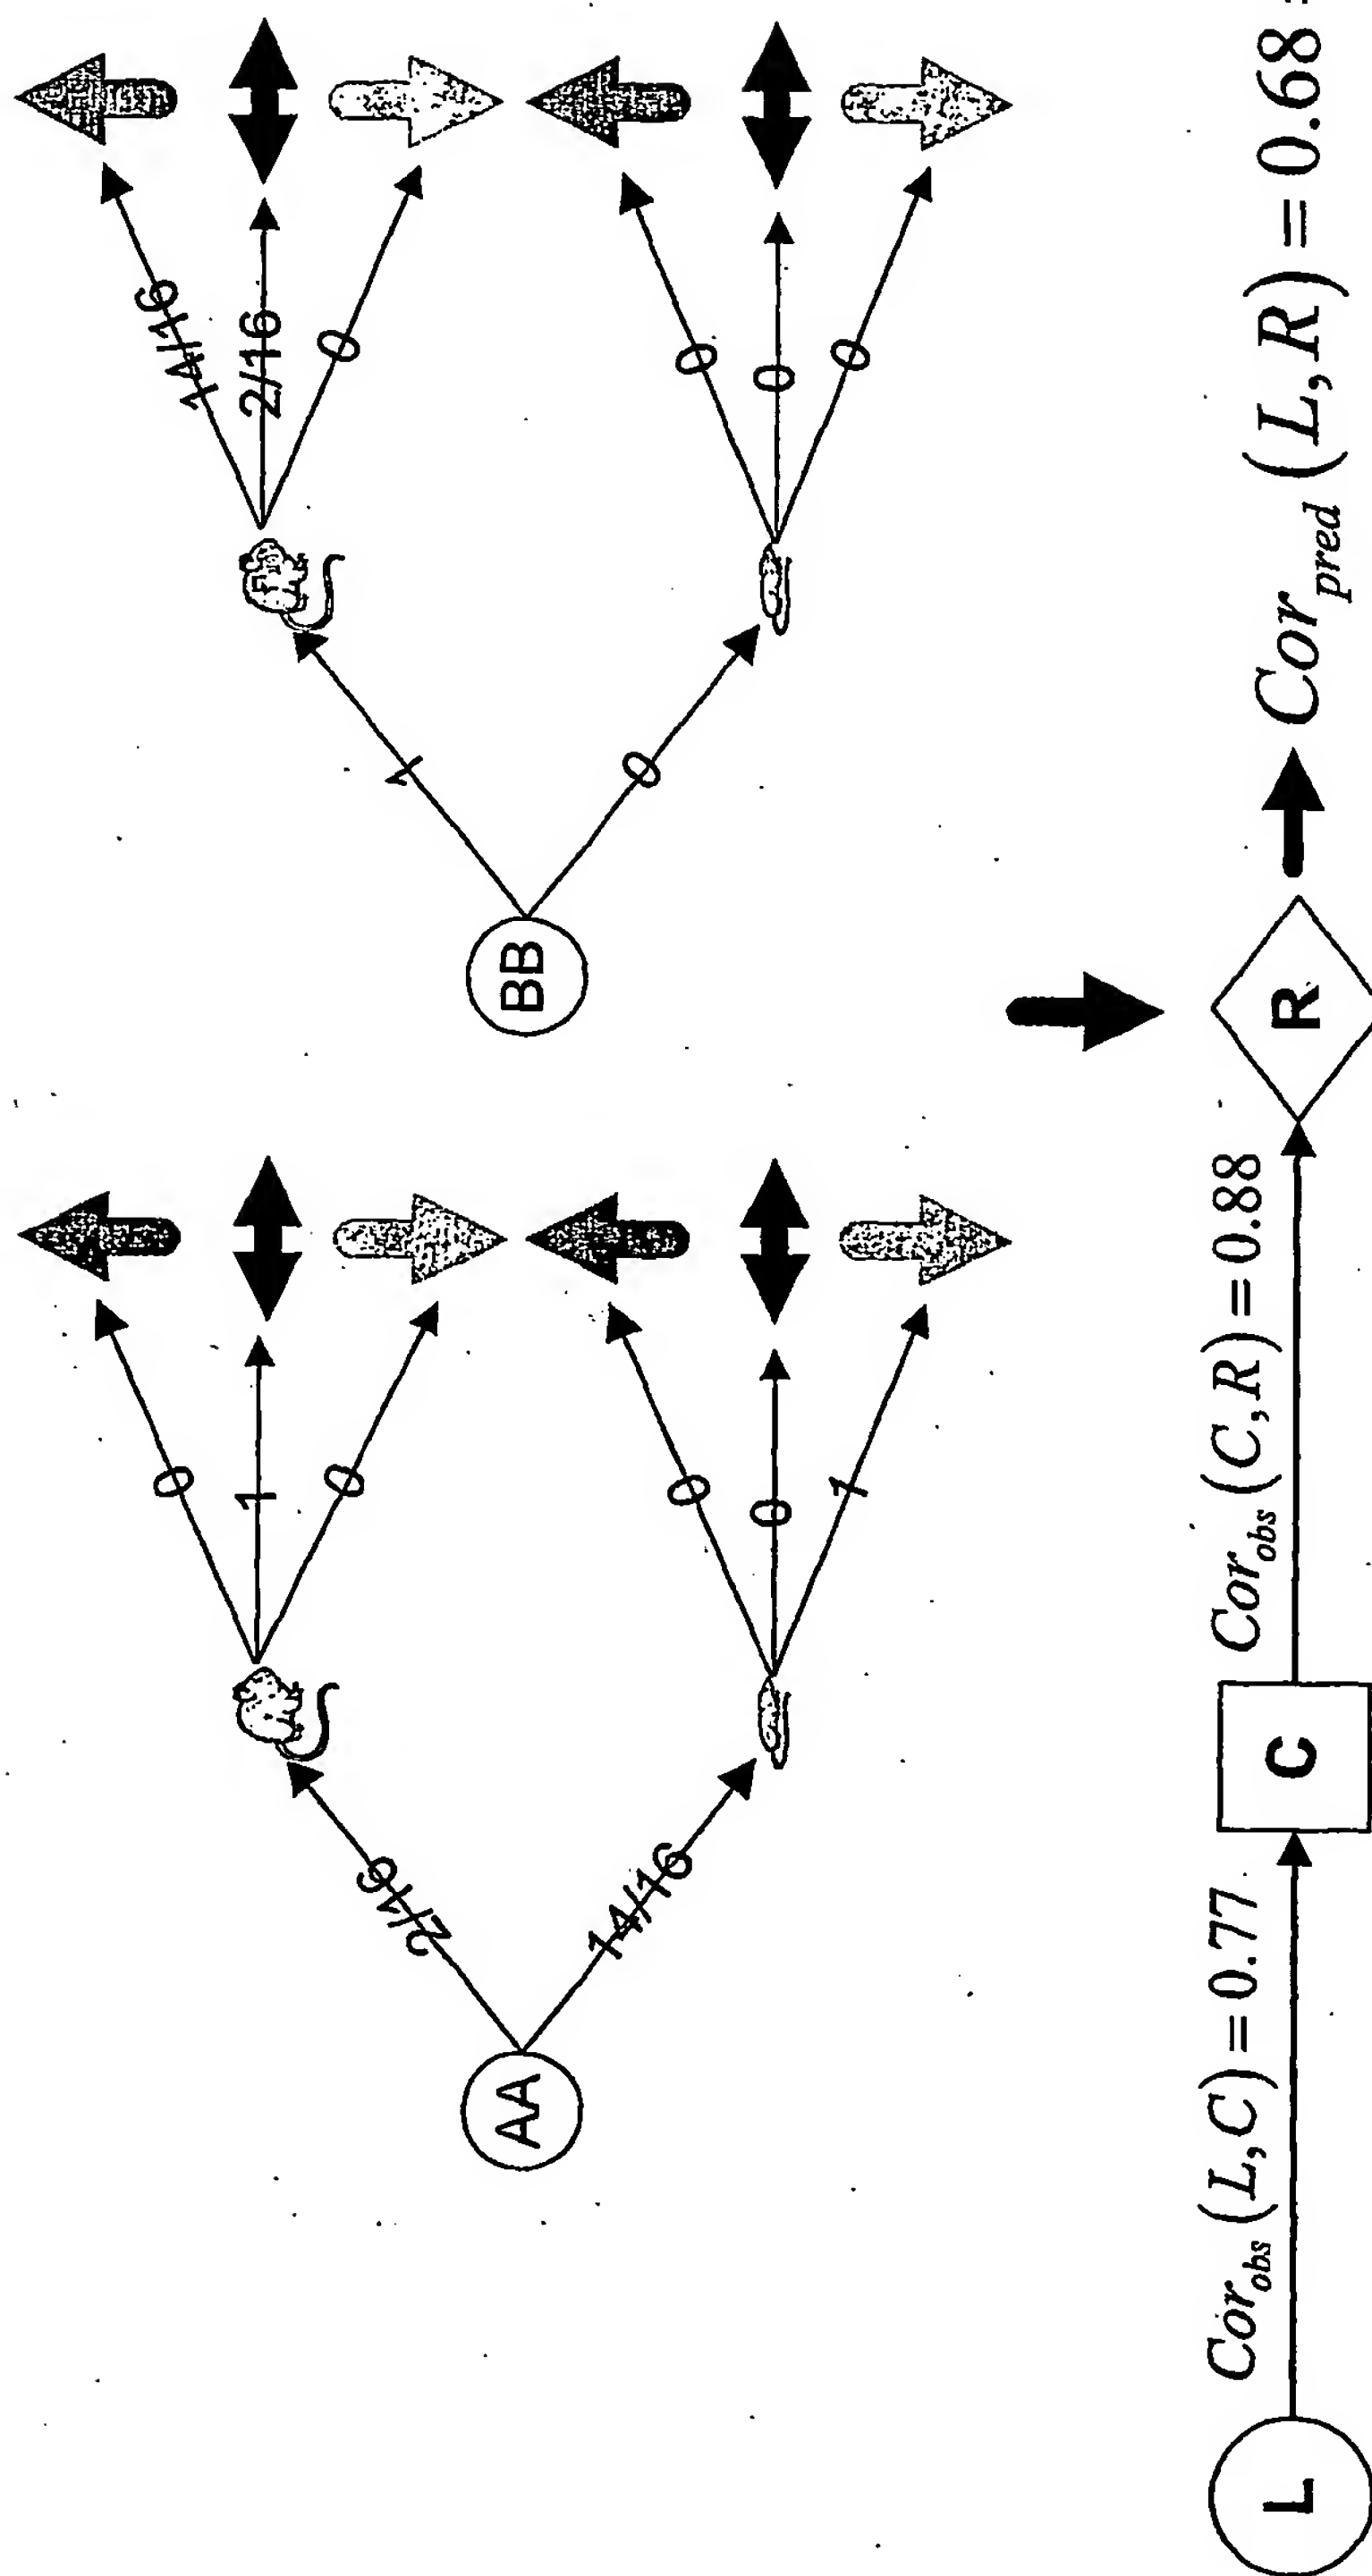 0
1
0
2/16
AA
14/16
0
0
1
14/16
2/16
0
1
BB
0
0
0
0
Cor_obs (L,C) = 0.77
Cor_obs (C,R) = 0.88
L
C
R
Cor_pred (L,R) = 0.68